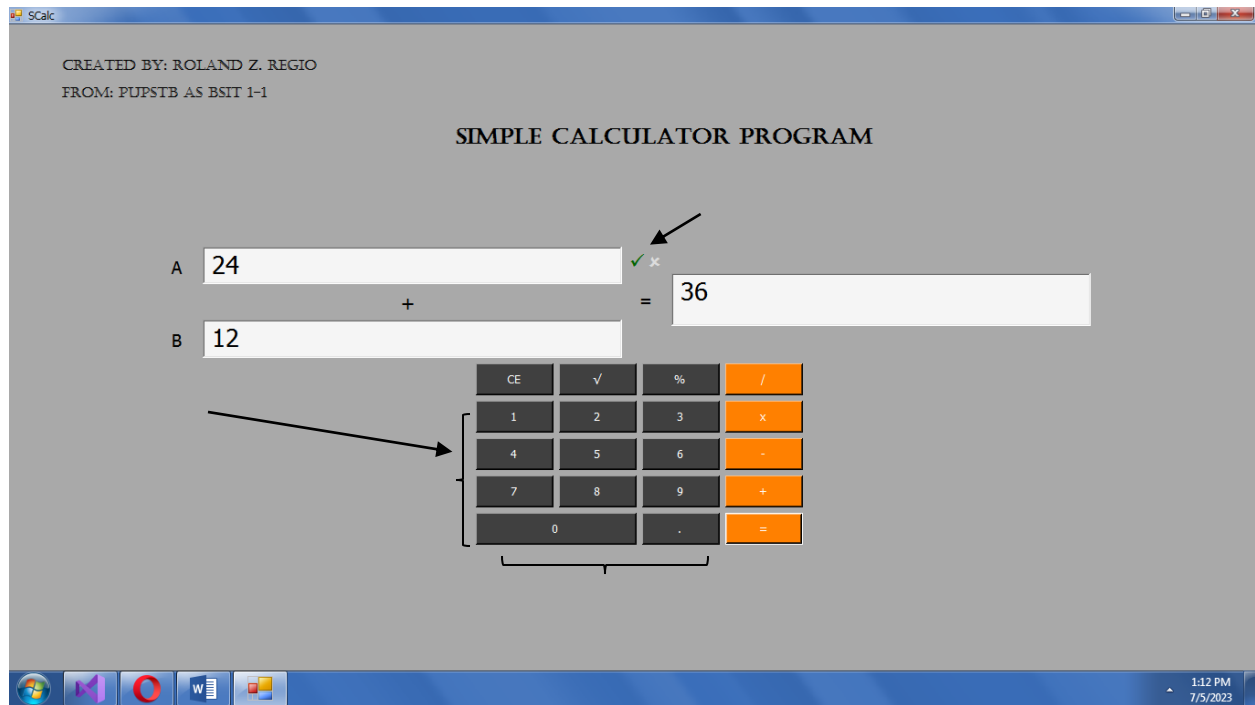 SCalc
CREATED BY: ROLAND Z. REGIO
FROM: PUPSTB AS BSIT 1-1
SIMPLE CALCULATOR PROGRAM
A 24 ✓ ×
+ = 36
B 12
CE √ % /
1 2 3 x
4 5 6 -
7 8 9 +
0 . =
W
1:12 PM
7/5/2023